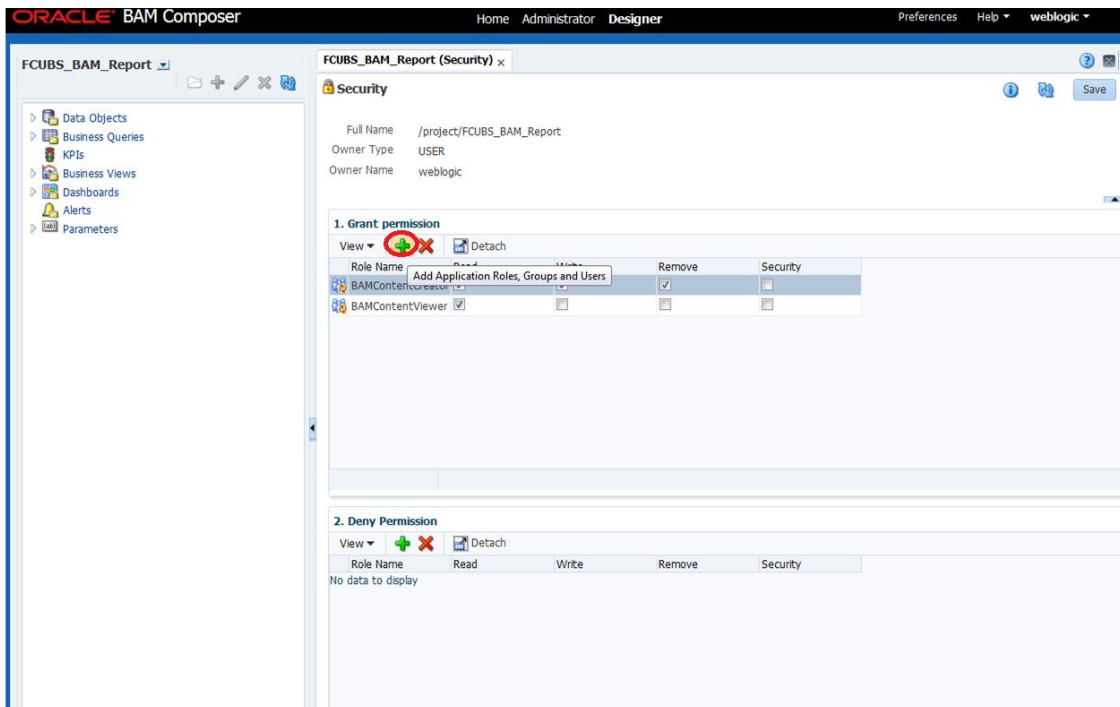 ORACLE BAM Composer
Home Administrator Designer
Preferences Help weblogic
FCUBS_BAM_Report
Data Objects
Business Queries
KPIs
Business Views
Dashboards
Alerts
Parameters
FCUBS_BAM_Report (Security)
Security
Save
Full Name /project/FCUBS_BAM_Report
Owner Type USER
Owner Name weblogic
1. Grant permission
View Detach
Role Name Remove Security
Add Application Roles, Groups and Users
BAMContentCreator
BAMContentViewer
2. Deny Permission
View Detach
Role Name Read Write Remove Security
No data to display